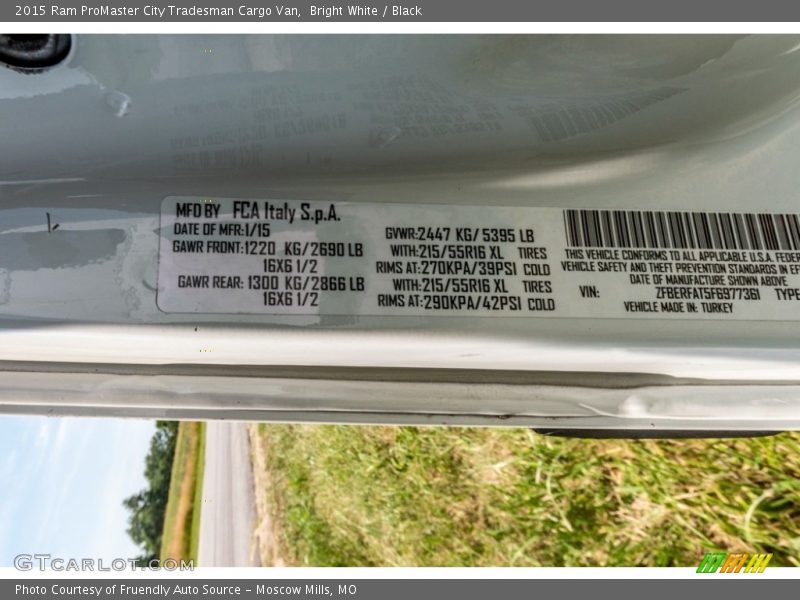 2015 Ram ProMaster City Tradesman Cargo Van, Bright White / Black
MFD BY FCA Italy S.p.A.
DATE OF MFR:1/15
GAWR FRONT:1220 KG/2690 LB
16X6 1/2
GAWR REAR: 1300 KG/2866 LB
16X6 1/2
GVWR:2447 KG/ 5395 LB
WITH:215/55R16 XL TIRES
RIMS AT:270KPA/39PSI COLD
WITH:215/55R16 XL TIRES
RIMS AT:290KPA/42PSI COLD
THIS VEHICLE CONFORMS TO ALL APPLICABLE U.S.A. FEDER
VEHICLE SAFETY AND THEFT PREVENTION STANDARDS IN EFF
DATE OF MANUFACTURE SHOWN ABOVE
VIN: ZFBERFAT5F6977361 TYPE
VEHICLE MADE IN: TURKEY
GTCarLot.com
Photo Courtesy of Fruendly Auto Source - Moscow Mills, MO